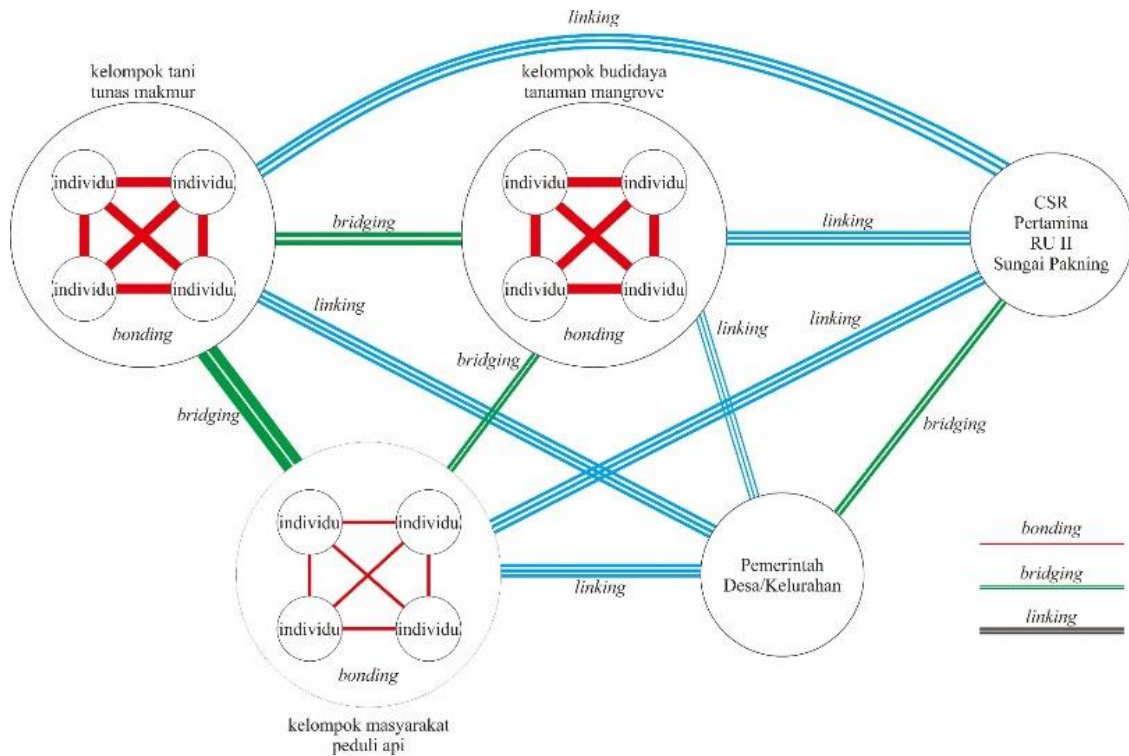 linking
kelompok tani
tunas makmur
kelompok budidaya
tanaman mangrove
individu individu
individu individu
bonding
bridging
individu individu
individu individu
bonding
linking
CSR
Pertamina
RU II
Sungai Pakning
linking
linking
linking
bridging
bridging
bridging
individu individu
individu individu
bonding
kelompok masyarakat
peduli api
linking
Pemerintah
Desa/Kelurahan
bonding
bridging
linking